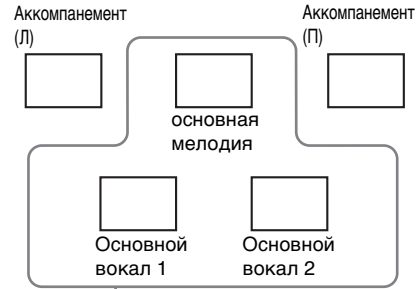 Аккомпанемент
(Л)
Аккомпанемент
(П)
основная
мелодия
Основной
вокал 1
Основной
вокал 2